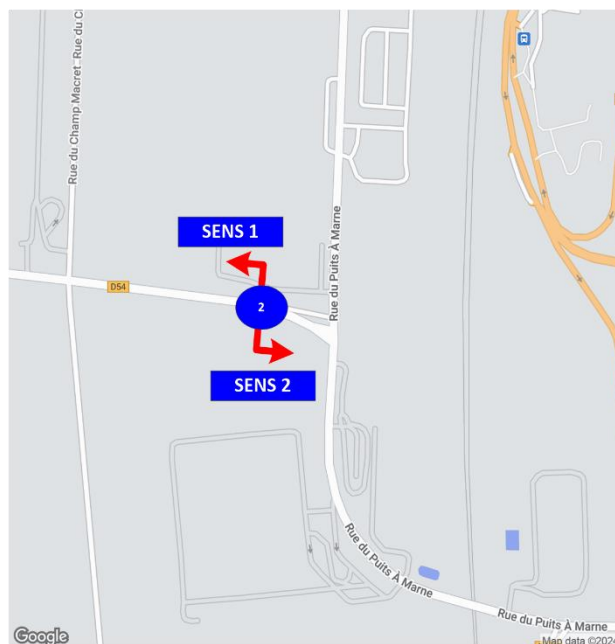 Rue du Champ Macret
Rue du C
SENS 1
Rue du Puits À Marne
D54
2
SENS 2
Rue du Puits À Marne
Rue du Puits À Marne
Google
Map data ©202